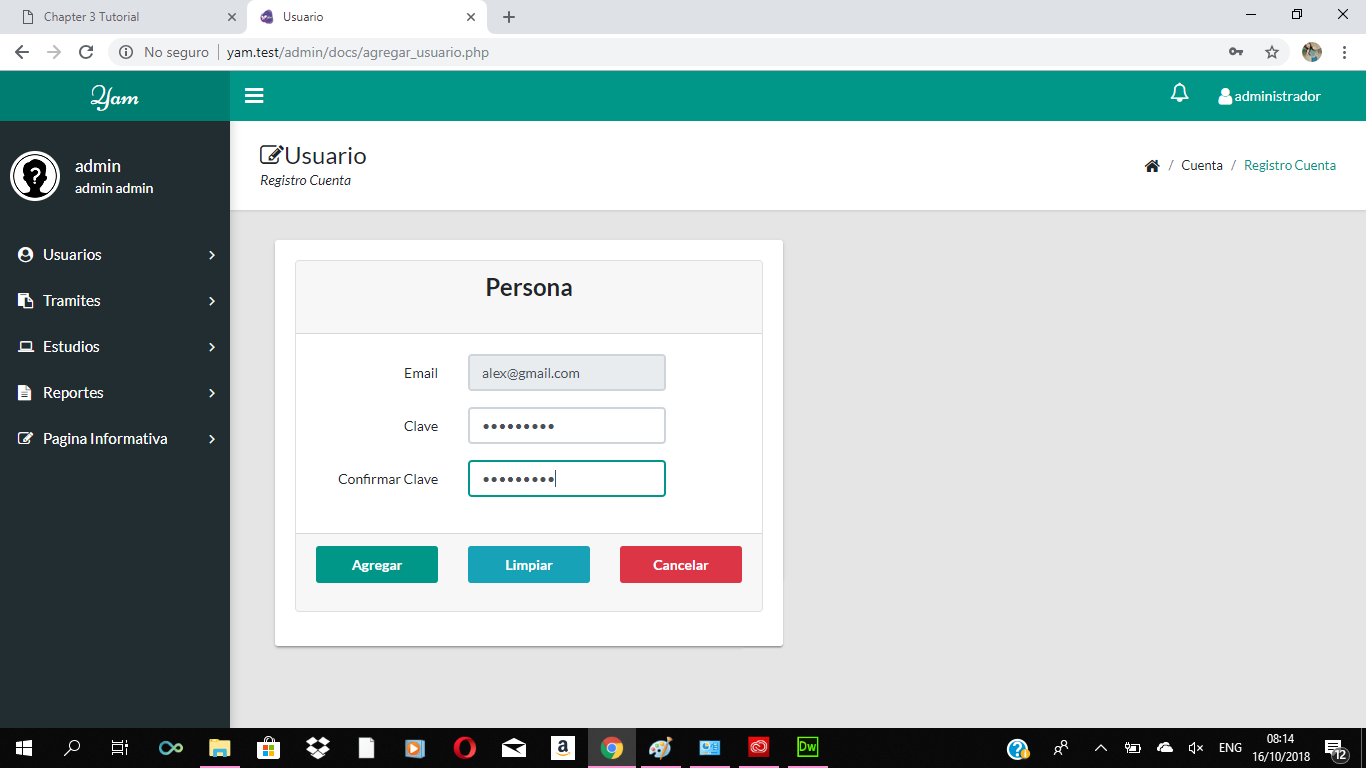 Chapter 3 Tutorial
Usuario
No seguro
yam.test/admin/docs/agregar_usuario.php
Yam
administrador
admin
admin admin
Usuario
Registro Cuenta
/ Cuenta / Registro Cuenta
Usuarios
Tramites
Estudios
Reportes
Pagina Informativa
Persona
Email
alex@gmail.com
Clave
•••••••••
Confirmar Clave
•••••••••
Agregar
Limpiar
Cancelar
a
Dw
ENG
08:14
16/10/2018
12